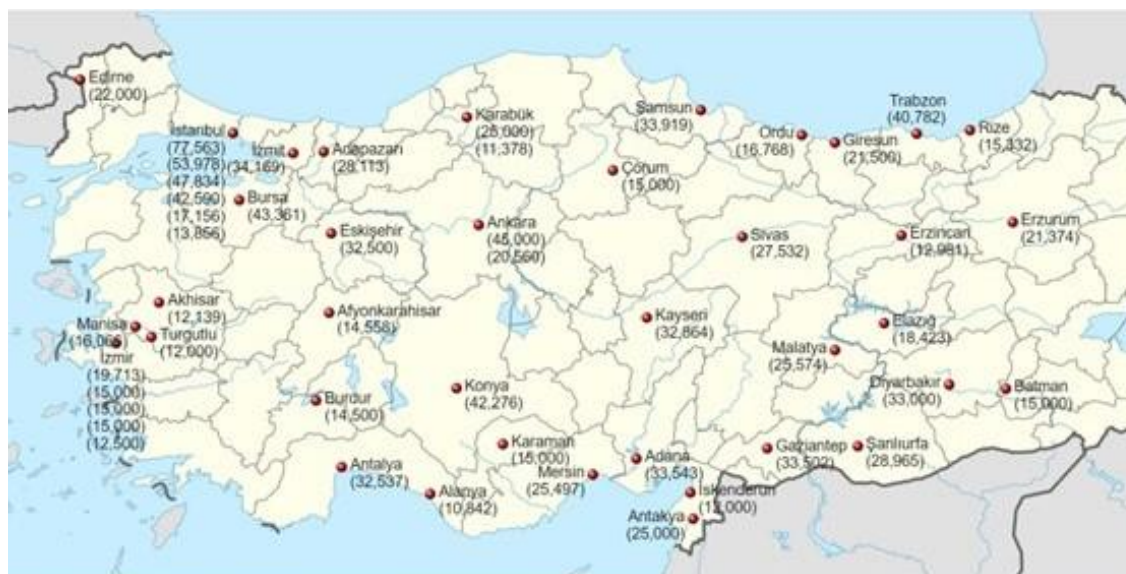 Edirne
(22,000)
İstanbul
(77,563)
(53,978)
(47,834)
(42,590)
(17,156)
(13,856)
İzmit
(34,169)
Adapazarı
(28,113)
Bursa
(43,361)
Eskişehir
(32,500)
Karabük
(25,000)
(11,378)
Ankara
(45,000)
(20,560)
Samsun
(33,919)
Çorum
(15,000)
Ordu
(16,768)
Giresun
(21,500)
Trabzon
(40,782)
Rize
(15,332)
Sivas
(27,532)
Erzincan
(12,981)
Erzurum
(21,374)
Akhisar
(12,139)
Manisa
(16,066)
Turgutlu
(12,000)
İzmir
(19,713)
(15,000)
(15,000)
(15,000)
(12,500)
Afyonkarahisar
(14,558)
Burdur
(14,500)
Konya
(42,276)
Kayseri
(32,864)
Malatya
(25,574)
Elazığ
(18,423)
Diyarbakır
(33,000)
Batman
(15,000)
Karaman
(15,000)
Antalya
(32,537)
Alanya
(10,842)
Mersin
(25,497)
Adana
(33,543)
Gaziantep
(33,502)
Şanlıurfa
(28,965)
İskenderun
Antakya
(25,000)